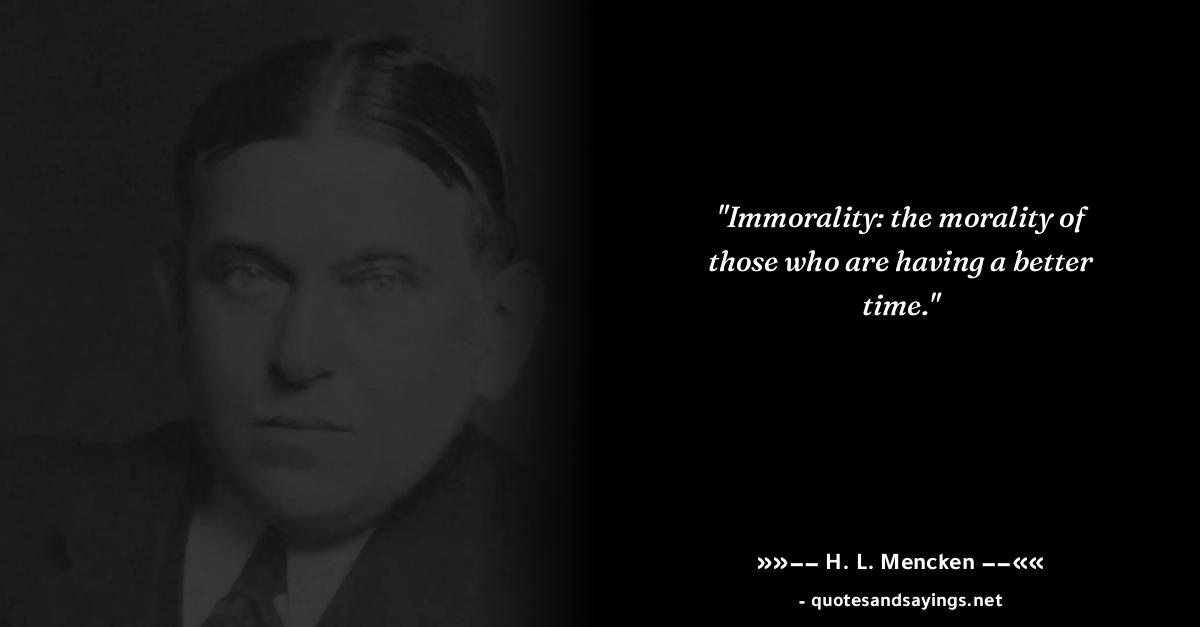 "Immorality: the morality of
those who are having a better
time."
»»–– H. L. Mencken ––««
- quotesandsayings.net